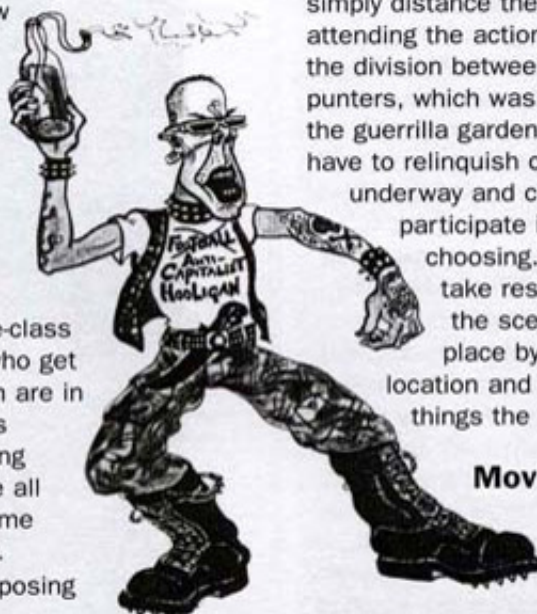 w
e-class
who get
n are in
s
ng
e all
me
.
posing
FOOTBALL
ANTI-
CAPITALIST
HOOLIGAN
simply distance the
attending the action
the division betwee
punters, which was
the guerrilla garden
have to relinquish c
underway and c
participate i
choosing.
take res
the sce
place by
location and
things the
Mov